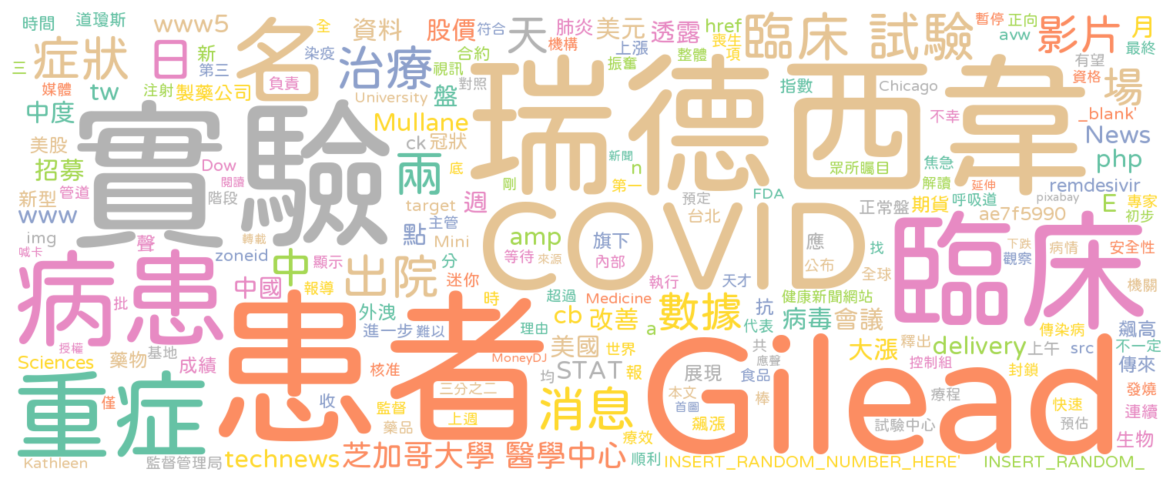 時間 道瓊斯 www5 全 資料 股價 符合 肺炎 美元 透露 href 喪生 臨床 試驗 暫停 正向 影片 月
三 症狀 日 新 名 染疫 合約 機構 上漲 振奮 整體 項 avw 最終
媒體 第三 治療 視訊 對照 天 瑞德西韋 指數 Chicago 有望 資格 場
中度 tw 注射 製藥公司 負責 University 盤 _blank'
美股 實驗 Mullane 不幸 News
招募 Dow 兩 ck 冠狀 新聞 n 眾所矚目 焦急 php
新型 管道 閱讀 階段 底 剛 第一 FDA 解讀 延伸 remdesivir 專家
www target 週 COVID 預定 呼吸道 pixabay E 初步
img 聲 轉載 點 主管 Mini 台北 正常盤 期貨 ae7f5990
喊卡 zoneid 顯示 中 分 amp 旗下 應 找 臨床 下跌 病情 安全性
病患 中國 出院 迷你 等待 來源 內部 執行 天才 公布 全球 觀察 機關
批 報導 時 超過 Medicine 抗 健康新聞網站 傳染病 飆高
授權 外洩 進一步 難以 cb 改善 理由 數據 a 代表 病毒 會議 釋出 上午 src 不一定
Sciences 藥物 基地 成績 核准 患者 MoneyDJ 美國 世界 共 應聲 大漲 delivery 封鎖 傳來
重症 三分之二 均 STAT 報 展現 食品 控制組 發燒
僅 收 監督 上週 消息 本文 首圖 棒 Gilead 療程 快速 連續
藥品 飆漲 試驗中心 預估 生物
Kathleen 監督管理局 technews 芝加哥大學 醫學中心 療效 順利 INSERT_RANDOM_NUMBER_HERE' INSERT_RANDOM_